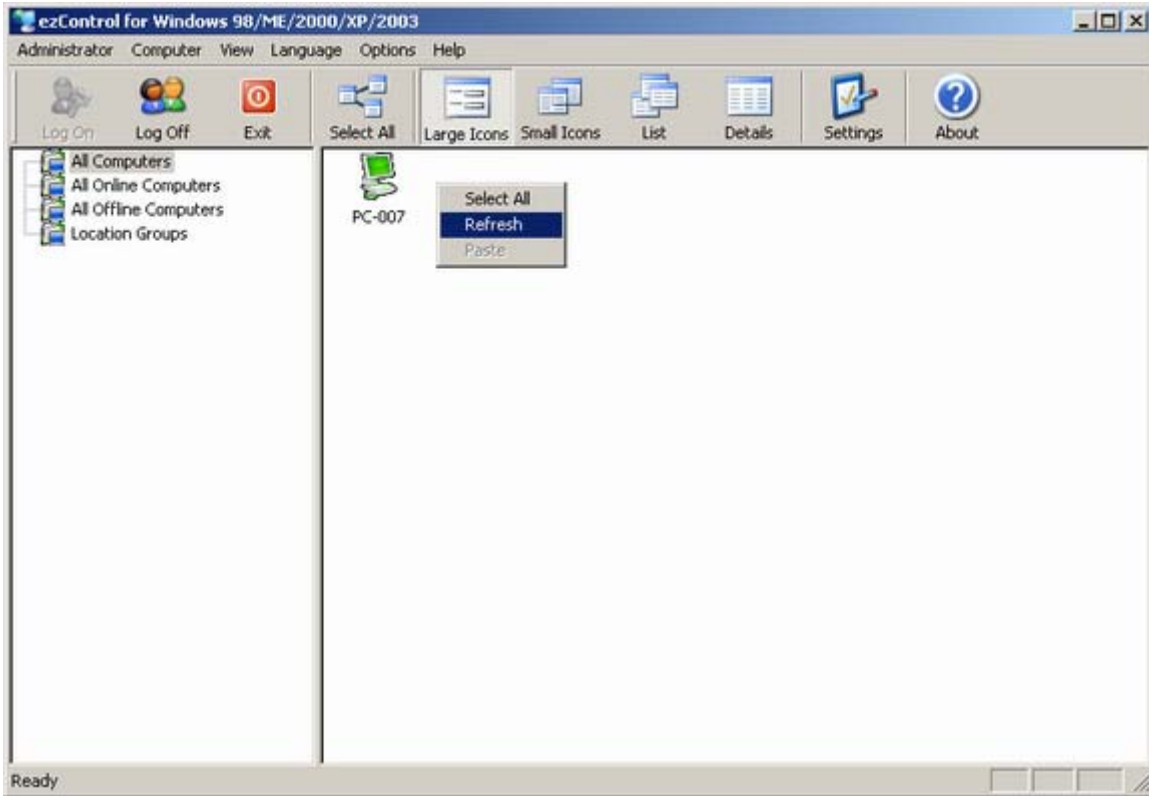 ezControl for Windows 98/ME/2000/XP/2003
Administrator Computer View Language Options Help
Log On Log Off Exit Select All Large Icons Small Icons List Details Settings About
All Computers
All Online Computers
All Offline Computers
Location Groups
PC-007
Select All
Refresh
Paste
Ready